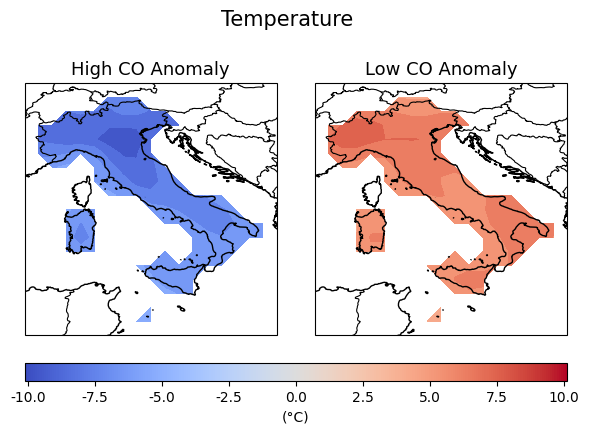 Temperature
High CO Anomaly
Low CO Anomaly
-10.0 -7.5 -5.0 -2.5 0.0 2.5 5.0 7.5 10.0
(°C)